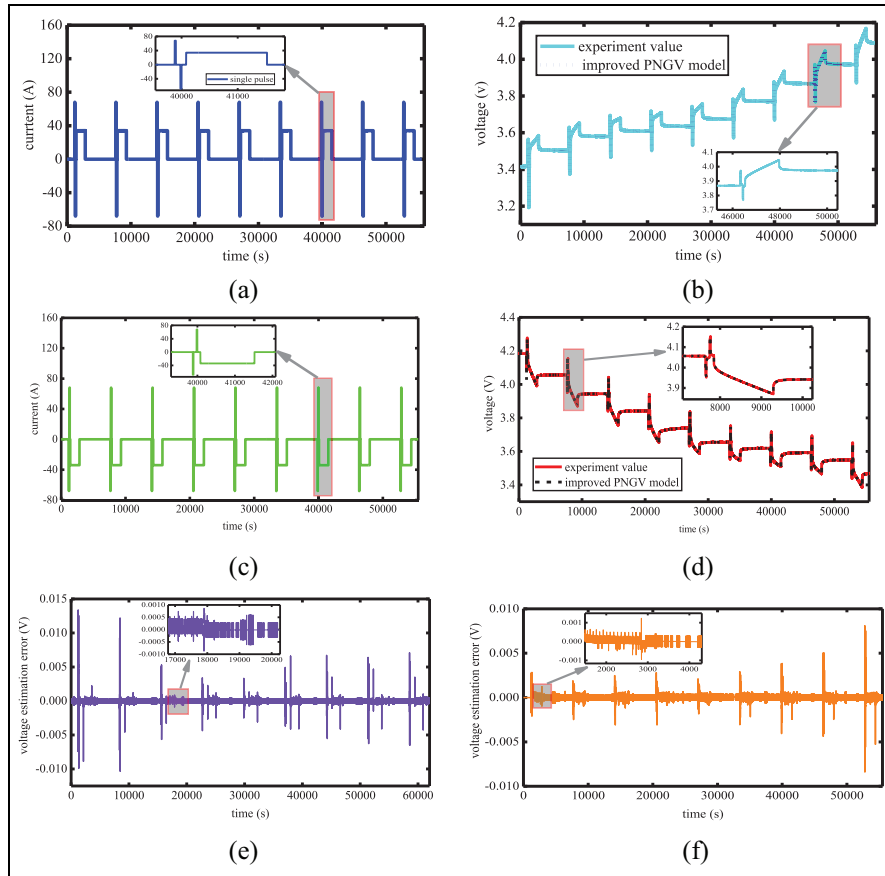 160
120
80
40
0
-40
-80
currtent (A)
0 10000 20000 30000 40000 50000
time (s)
80
40
0
-40
40000 41000
single pulse
(a)
4.2
4.0
3.8
3.6
3.4
3.2
voltage (v)
experiment value
improved PNGV model
4.1
4.0
3.9
3.8
3.7
46000 48000 50000
0 10000 20000 30000 40000 50000
time (s)
(b)
160
120
80
40
0
-40
-80
current (A)
80
40
0
-40
40000 41000 42000
0 10000 20000 30000 40000 50000
time (s)
(c)
4.4
4.2
4.0
3.8
3.6
3.4
voltage (V)
4.2
4.1
4.0
3.9
8000 9000 10000
experiment value
improved PNGV model
0 10000 20000 30000 40000 50000
time (s)
(d)
0.015
0.010
0.005
0.000
-0.005
-0.010
voltage estimation error (V)
0.0010
0.0005
0.0000
-0.0005
-0.0010
17000 18000 19000 20000
0 10000 20000 30000 40000 50000 60000
time (s)
(e)
0.010
0.005
0.000
-0.005
-0.010
voltage estimation error (V)
0.001
0.000
-0.001
2000 3000 4000
0 10000 20000 30000 40000 50000
time (s)
(f)